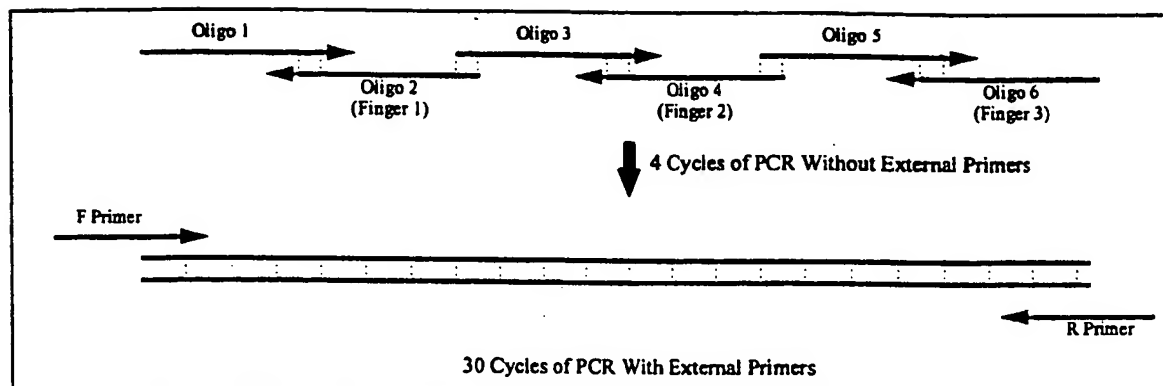 Oligo 1
Oligo 3
Oligo 5
Oligo 2
(Finger 1)
Oligo 4
(Finger 2)
Oligo 6
(Finger 3)
4 Cycles of PCR Without External Primers
F Primer
R Primer
30 Cycles of PCR With External Primers